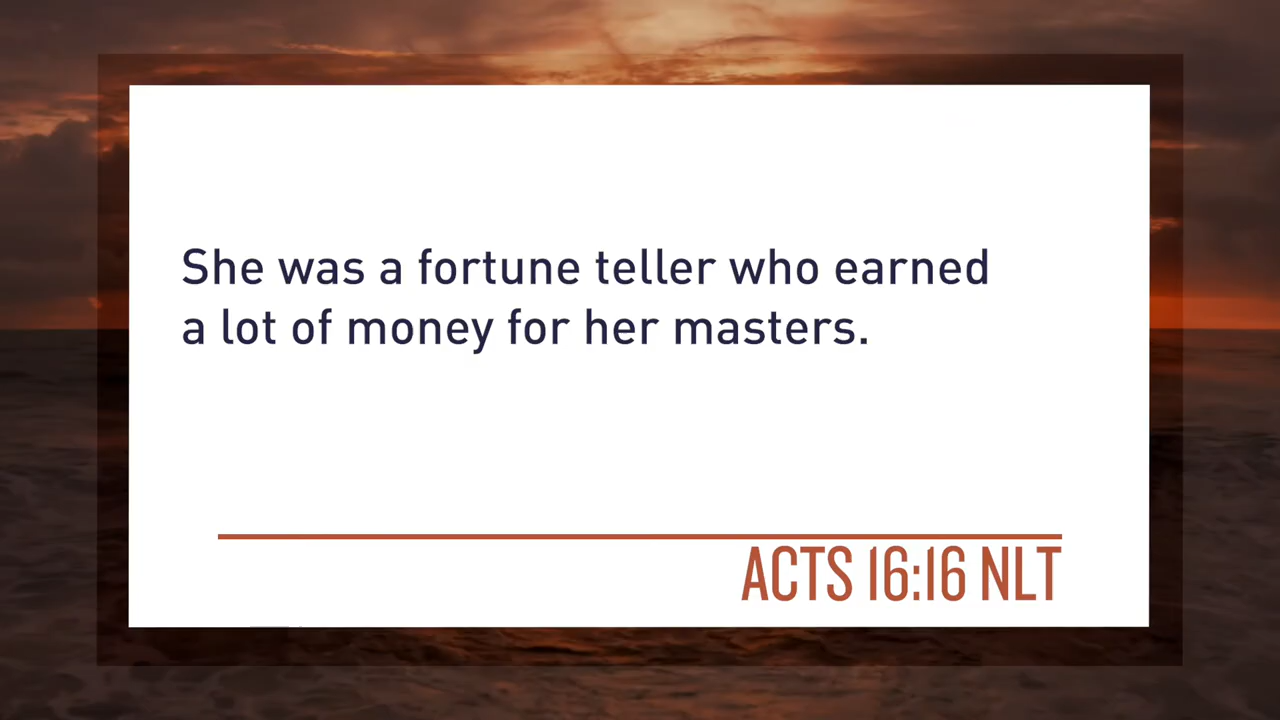 She was a fortune teller who earned
a lot of money for her masters.
ACTS 16:16 NLT